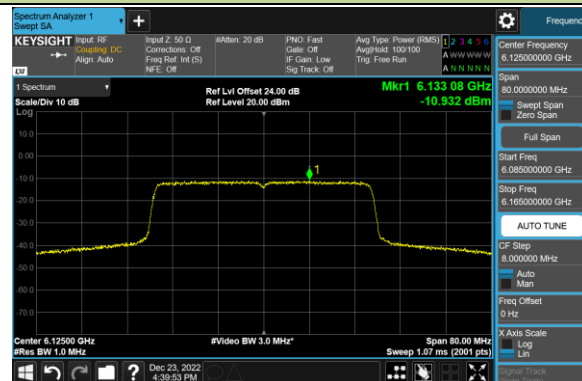 Spectrum Analyzer 1
Swept SA
+
Frequenc
KEYSIGHT
Input: RF
Coupling: DC
Align: Auto
Input Z: 50 Ω
Corrections: Off
Freq Ref: Int (S)
NFE: Off
#Atten: 20 dB
PNO: Fast
Gate: Off
IF Gain: Low
Sig Track: Off
Avg Type: Power (RMS)
Avg|Hold: 100/100
Trig: Free Run
1 2 3 4 5 6
A W W W W W
A N N N N N
LXI
1 Spectrum
Scale/Div 10 dB
Log
Ref Lvl Offset 24.00 dB
Ref Level 20.00 dBm
Mkr1 6.133 08 GHz
-10.932 dBm
1
10.0
0.00
-10.0
-20.0
-30.0
-40.0
-50.0
-60.0
-70.0
Center 6.12500 GHz
#Res BW 1.0 MHz
#Video BW 3.0 MHz*
Span 80.00 MHz
Sweep 1.07 ms (2001 pts)
Center Frequency
6.125000000 GHz
Span
80.0000000 MHz
Swept Span
Zero Span
Full Span
Start Freq
6.085000000 GHz
Stop Freq
6.165000000 GHz
AUTO TUNE
CF Step
8.000000 MHz
Auto
Man
Freq Offset
0 Hz
X Axis Scale
Log
Lin
Signal Track
?
Dec 23, 2022
4:39:53 PM